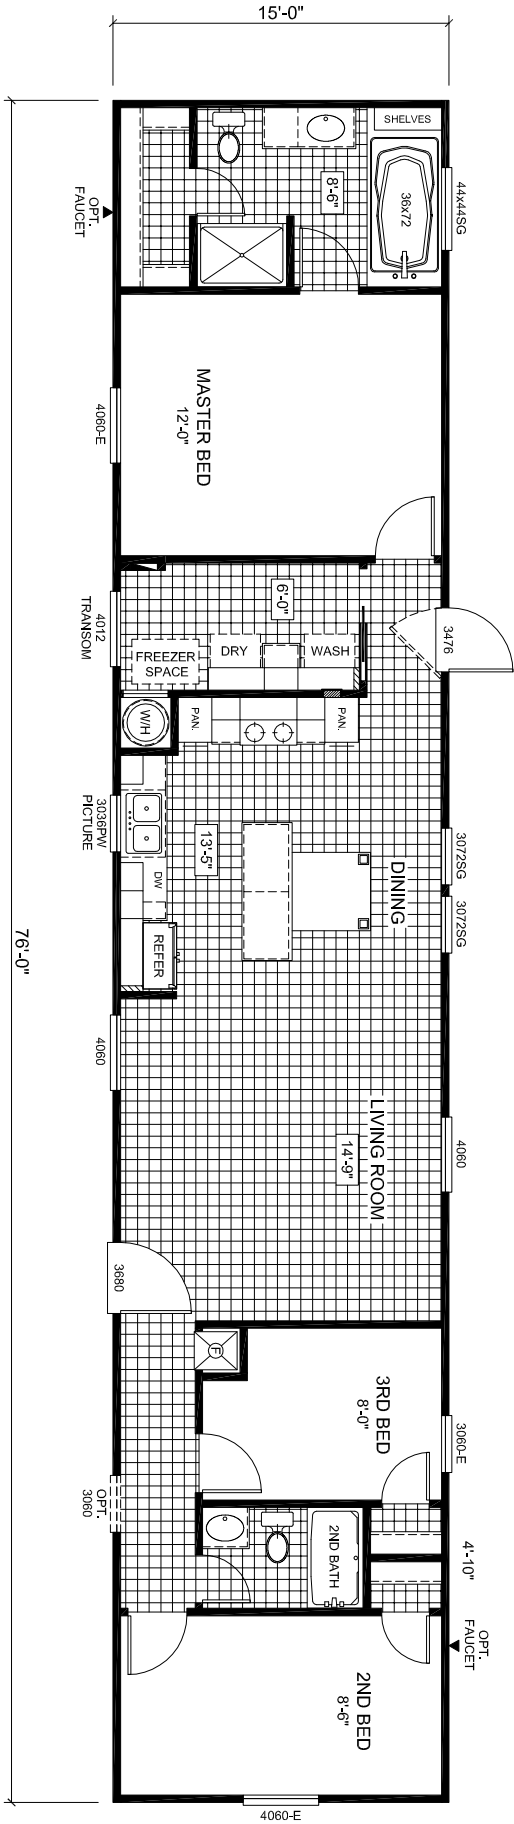 15'-0"
SHELVES
36x72
44x44SG
8'-6"
OPT.
FAUCET
MASTER BED
12'-0"
4060-E
6'-0"
4012
TRANSOM
FREEZER
SPACE
DRY
WASH
3476
W/H
PAN.
PAN.
3036PW
PICTURE
13'-5"
DINING
3072SG
3072SG
DW
REFER
76'-0"
4060
LIVING ROOM
14'-9"
4060
3680
F
3RD BED
8'-0"
3060-E
OPT.
3060
2ND BATH
4'-10"
OPT.
FAUCET
2ND BED
8'-6"
4060-E